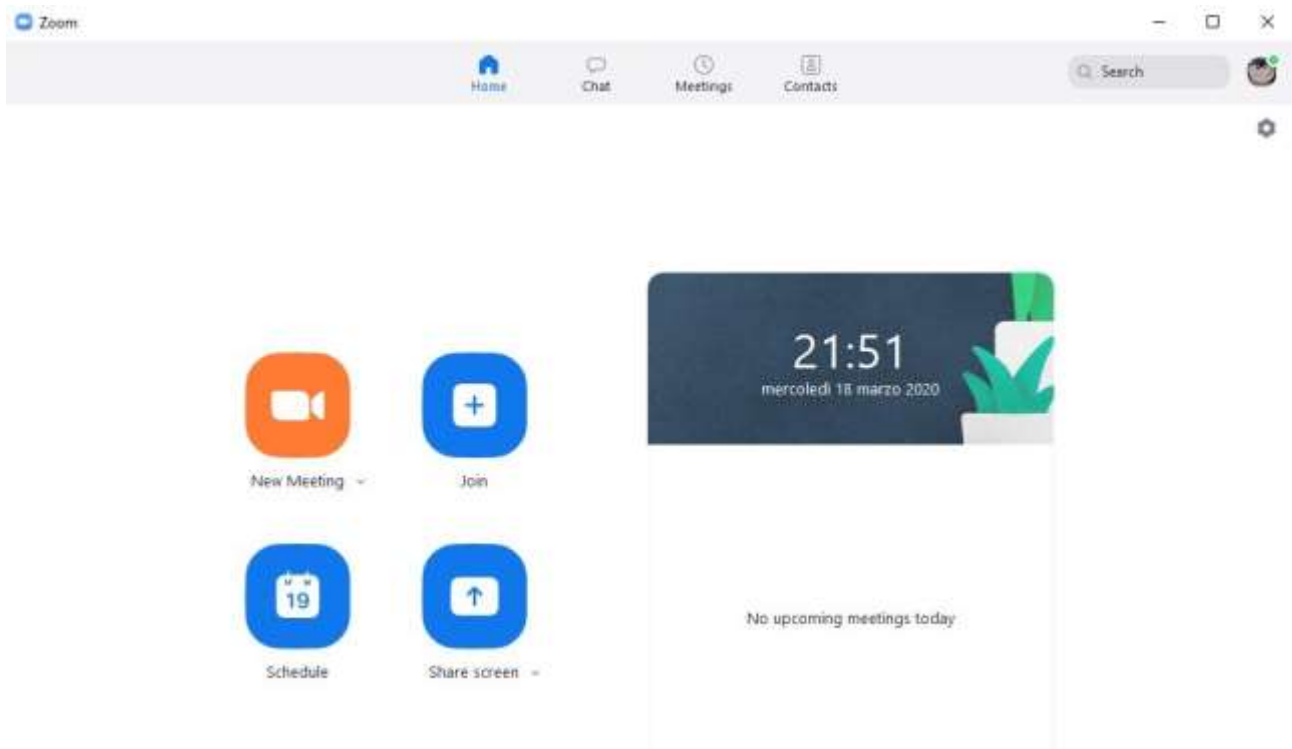 Zoom
Home
Chat
Meetings
Contacts
Search
21:51
mercoledì 18 marzo 2020
New Meeting
Join
19
Schedule
Share screen
No upcoming meetings today